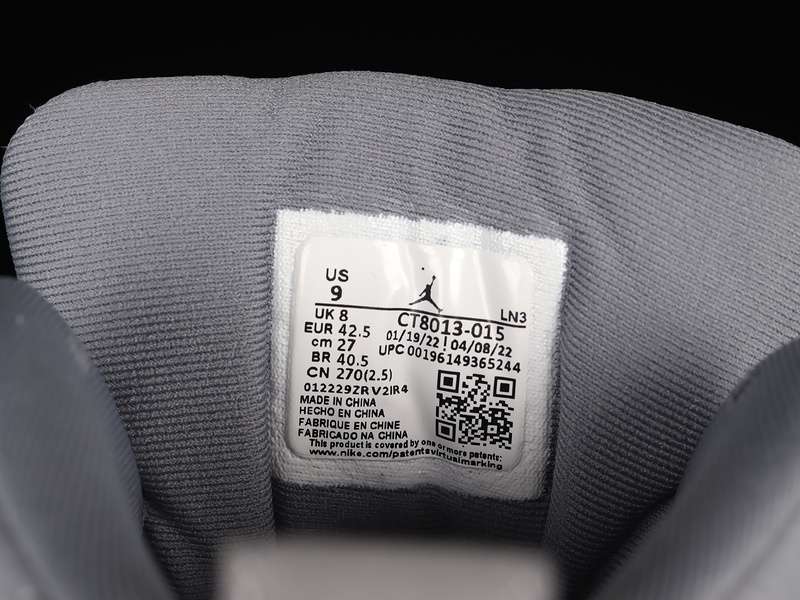 US
9
LN3
UK 8
CT8013-015
EUR 42.5
01/19/22 | 04/08/22
cm 27
UPC 00196149365244
BR 40.5
CN 270(2.5)
012229ZRV2IR4
MADE IN CHINA
HECHO EN CHINA
FABRIQUE EN CHINE
FABRICADO NA CHINA
This product is covered by one or more patents:
www.nike.com/patentsvirtualmarking